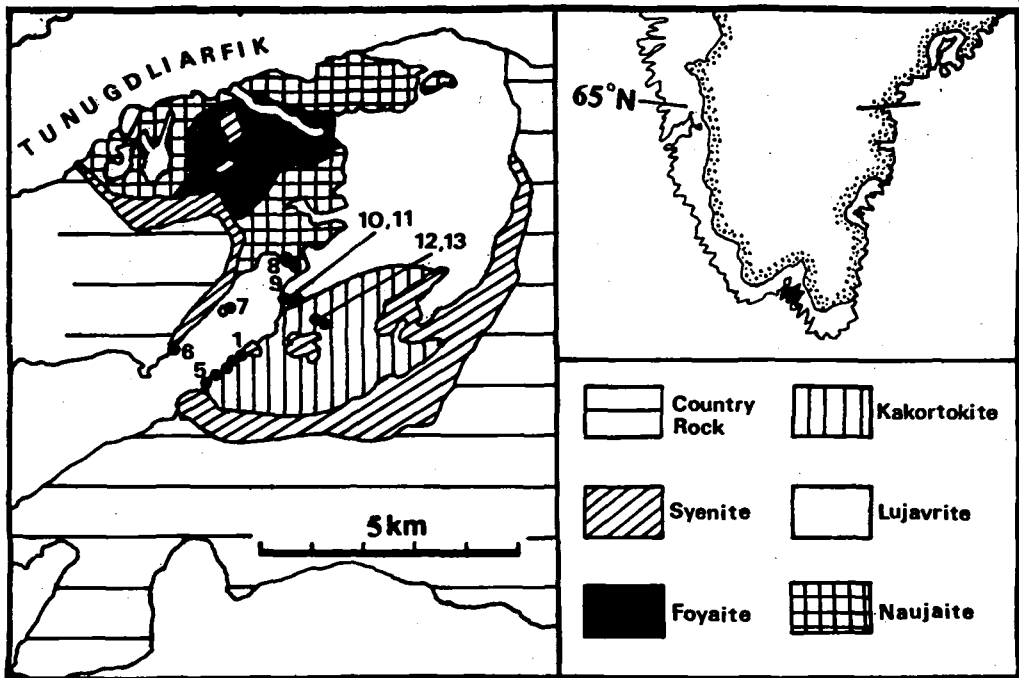 TUNUGDLIARFIK
10,11
12,13
8
9
7
1
6
5
5km
65°N
Country
Rock
Kakortokite
Syenite
Lujavrite
Foyaite
Naujaite